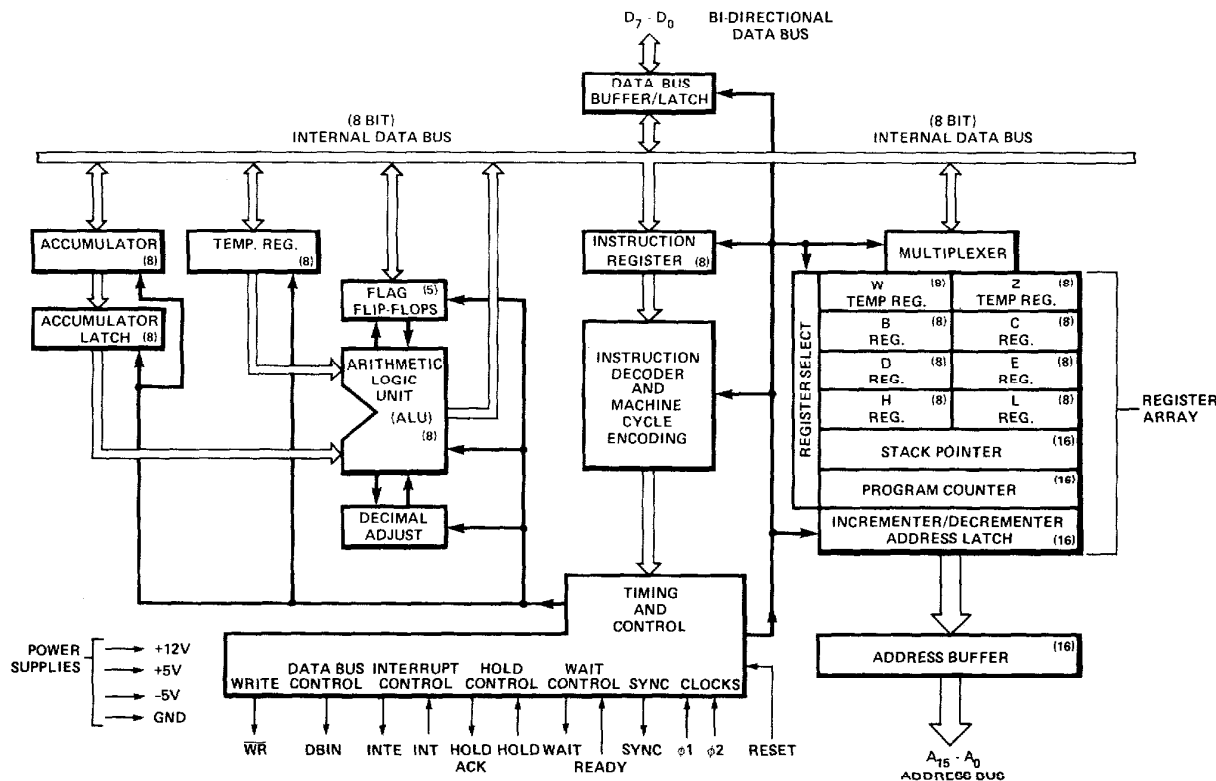 D7 - D0
BI-DIRECTIONAL
DATA BUS
DATA BUS
BUFFER/LATCH
(8 BIT)
INTERNAL DATA BUS
(8 BIT)
INTERNAL DATA BUS
ACCUMULATOR
(8)
TEMP. REG.
(8)
ACCUMULATOR
LATCH
(8)
FLAG (5)
FLIP-FLOPS
ARITHMETIC
LOGIC
UNIT
(ALU)
(8)
DECIMAL
ADJUST
INSTRUCTION
REGISTER (8)
INSTRUCTION
DECODER
AND
MACHINE
CYCLE
ENCODING
MULTIPLEXER
REGISTER SELECT
W (8)
TEMP REG.
Z (8)
TEMP REG.
B (8)
REG.
C (8)
REG.
D (8)
REG.
E (8)
REG.
H (8)
REG.
L (8)
REG.
STACK POINTER (16)
PROGRAM COUNTER (16)
INCREMENTER/DECREMENTER
ADDRESS LATCH (16)
REGISTER
ARRAY
TIMING
AND
CONTROL
WRITE
DATA BUS
CONTROL
INTERRUPT
CONTROL
HOLD
CONTROL
WAIT
CONTROL
SYNC
CLOCKS
ADDRESS BUFFER (16)
POWER
SUPPLIES
+12V
+5V
-5V
GND
WR
DBIN
INTE
INT
HOLD
ACK
HOLD
WAIT
READY
SYNC
φ1
φ2
RESET
A15 - A0
ADDRESS BUS